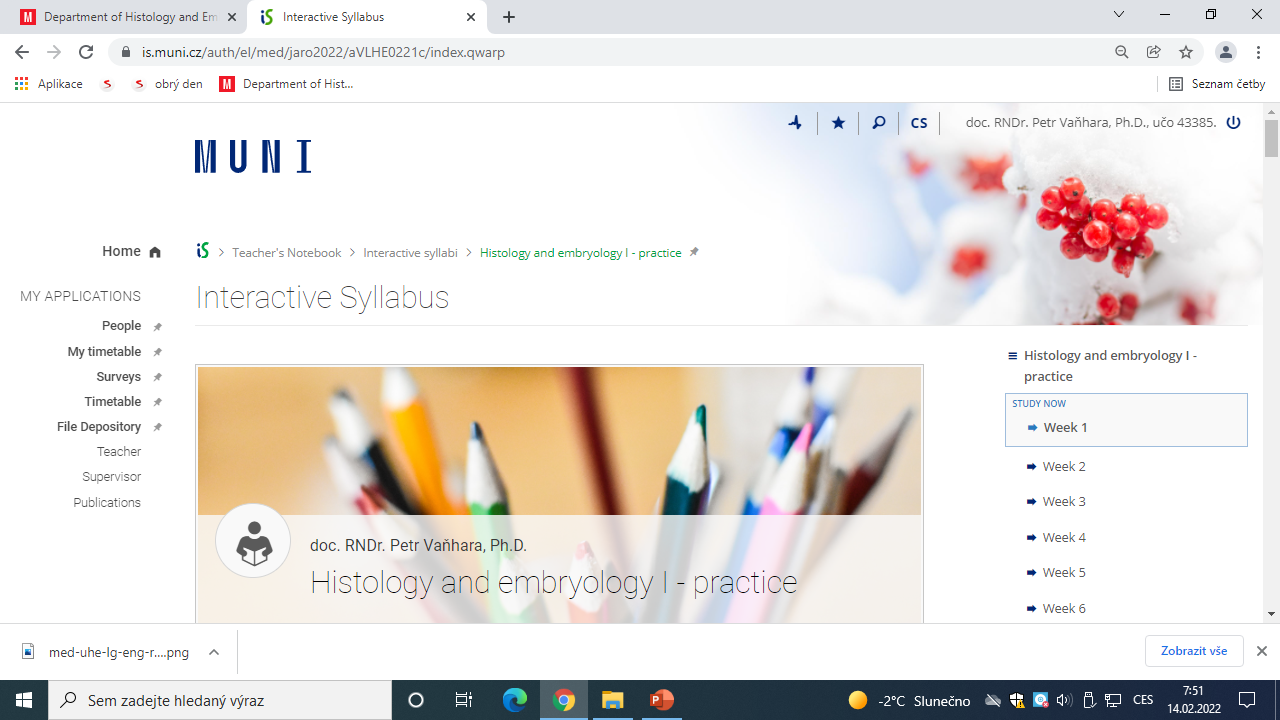 Department of Histology and Em
Interactive Syllabus
is.muni.cz/auth/el/med/jaro2022/aVLHE0221c/index.qwarp
Aplikace
obrý den
Department of Hist...
Seznam četby
CS
doc. RNDr. Petr Vaňhara, Ph.D., učo 43385.
MUNI
Home
Teacher's Notebook
Interactive syllabi
Histology and embryology I - practice
Interactive Syllabus
MY APPLICATIONS
People
My timetable
Surveys
Timetable
File Depository
Teacher
Supervisor
Publications
doc. RNDr. Petr Vaňhara, Ph.D.
Histology and embryology I - practice
Histology and embryology I -
practice
STUDY NOW
Week 1
Week 2
Week 3
Week 4
Week 5
Week 6
med-uhe-lg-eng-r....png
Zobrazit vše
Sem zadejte hledaný výraz
-2°C Slunečno
CES
7:51
14.02.2022